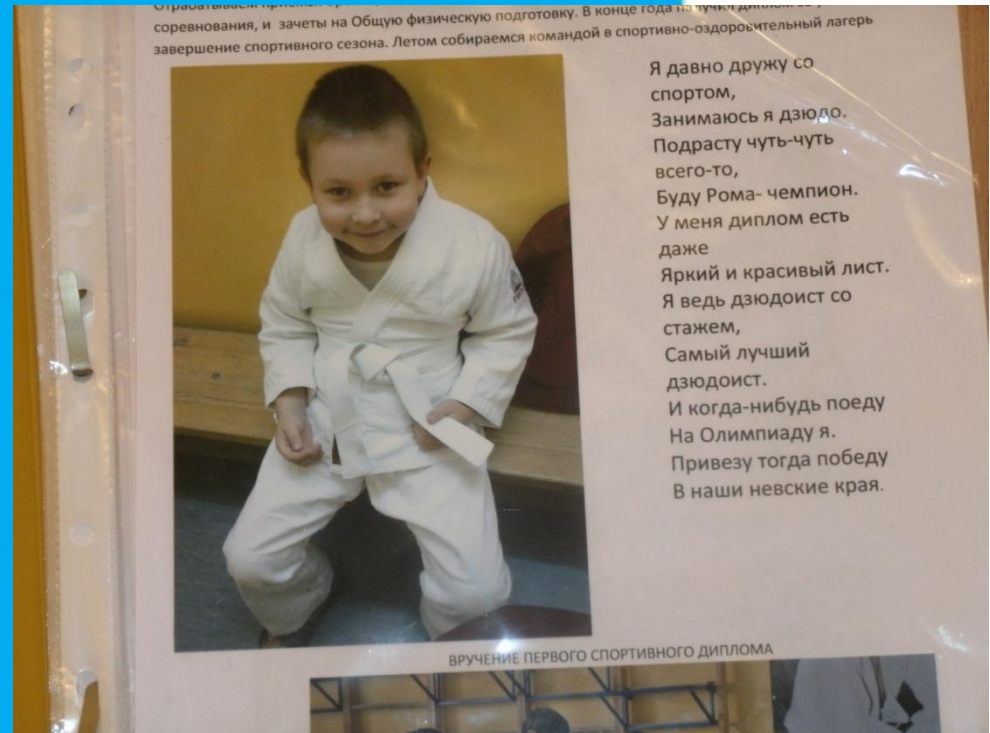 Отрабатываем
соревнования, и зачеты на Общую физическую подготовку. В конце года диплом
завершение спортивного сезона. Летом собираемся командой в спортивно-оздоровительный лагерь
Я давно дружу со
спортом,
Занимаюсь я дзюдо.
Подрасту чуть-чуть
всего-то,
Буду Рома- чемпион.
У меня диплом есть
даже
Яркий и красивый лист.
Я ведь дзюдоист со
стажем,
Самый лучший
дзюдоист.
И когда-нибудь поеду
На Олимпиаду я.
Привезу тогда победу
В наши невские края.
ВРУЧЕНИЕ ПЕРВОГО СПОРТИВНОГО ДИПЛОМА